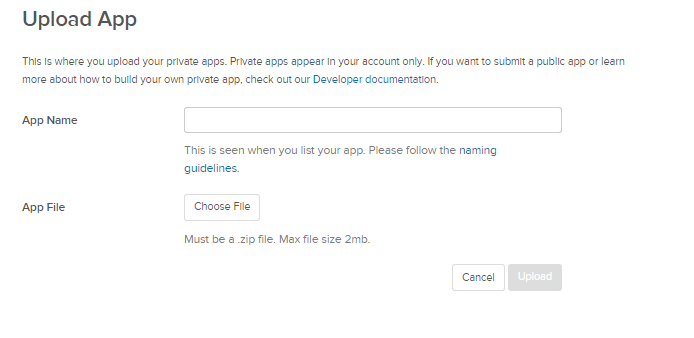 Upload App
This is where you upload your private apps. Private apps appear in your account only. If you want to submit a public app or learn
more about how to build your own private app, check out our Developer documentation.
App Name
This is seen when you list your app. Please follow the naming
guidelines.
App File
Choose File
Must be a .zip file. Max file size 2mb.
Cancel
Upload